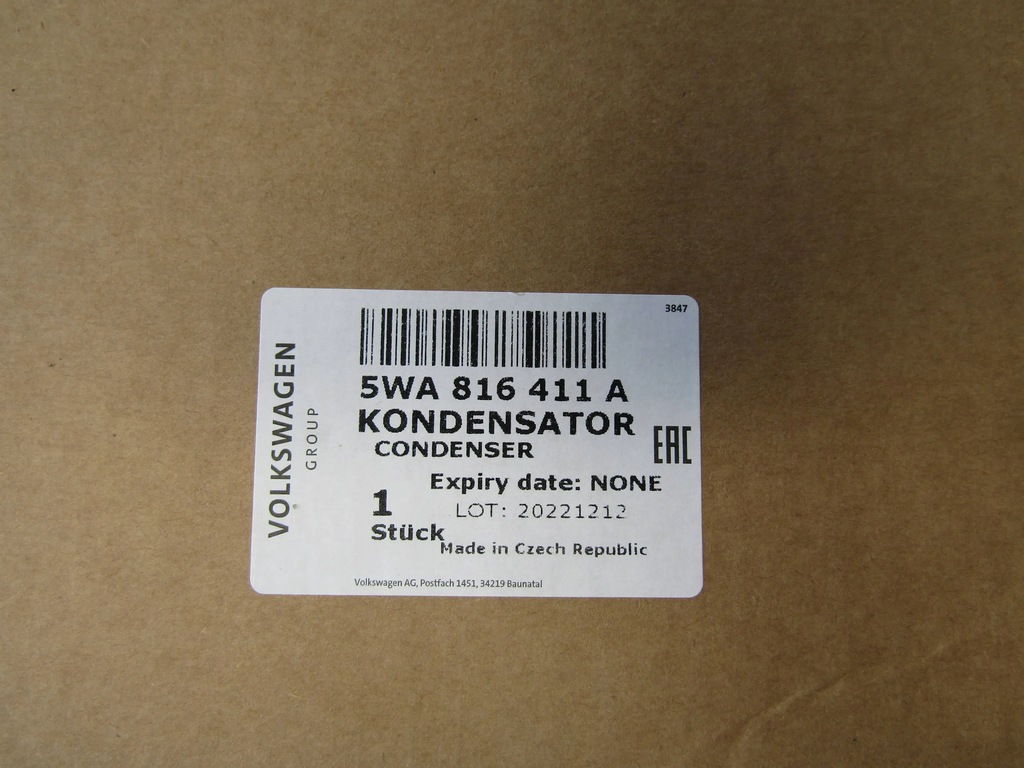 3847
VOLKSWAGEN
GROUP
5WA 816 411 A
KONDENSATOR
CONDENSER
EAC
Expiry date: NONE
1
LOT: 20221212
Stück
Made in Czech Republic
Volkswagen AG, Postfach 1451, 34219 Baunatal